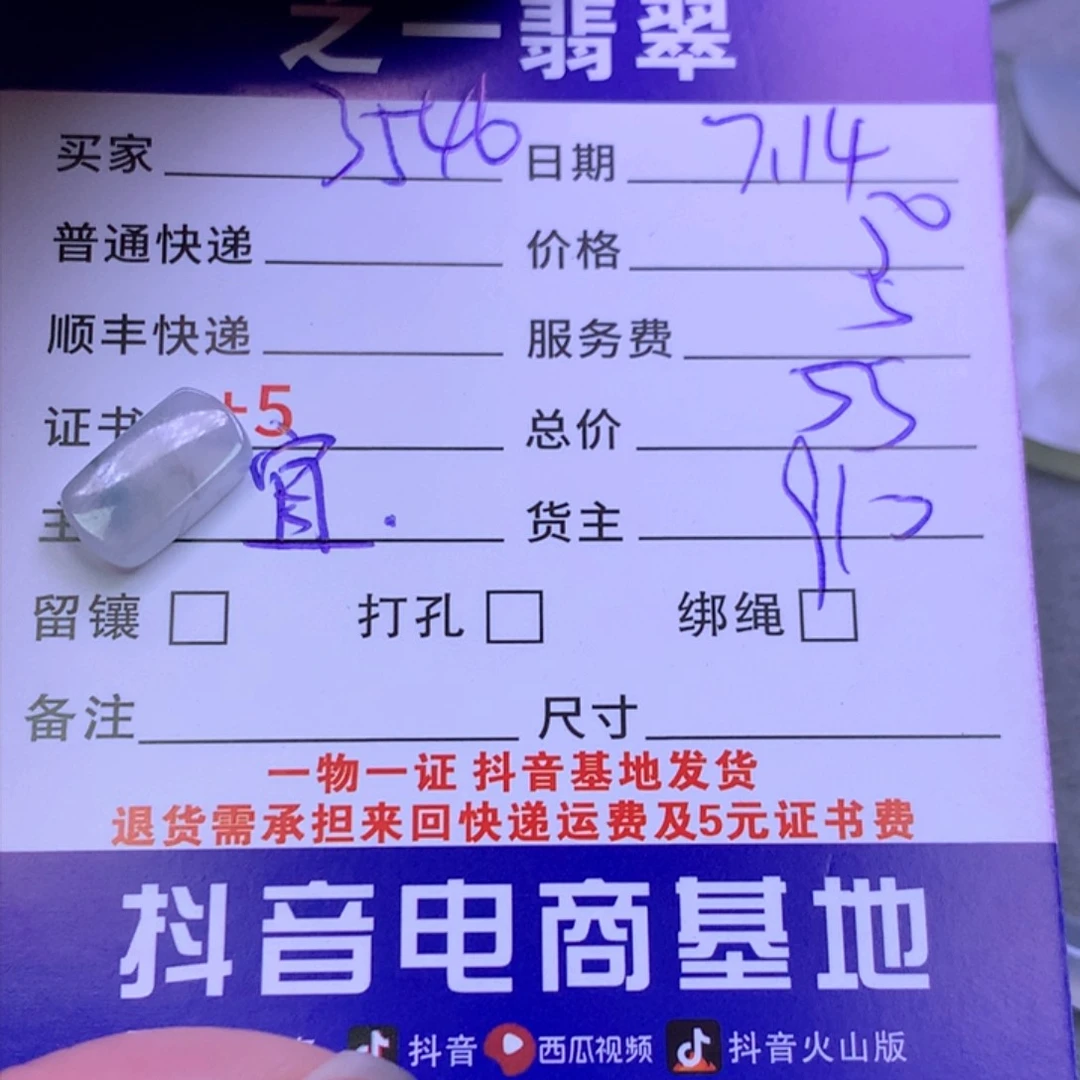 之一翡翠
买家 3546 日期 7.14
普通快递 价格 50
顺丰快递 服务费 5
证书 +5 总价 55
主 宜. 货主
留镶 □ 打孔 □ 绑绳 □
备注 尺寸
一物一证 抖音基地发货
退货需承担来回快递运费及5元证书费
抖音电商基地
抖音 西瓜视频 抖音火山版